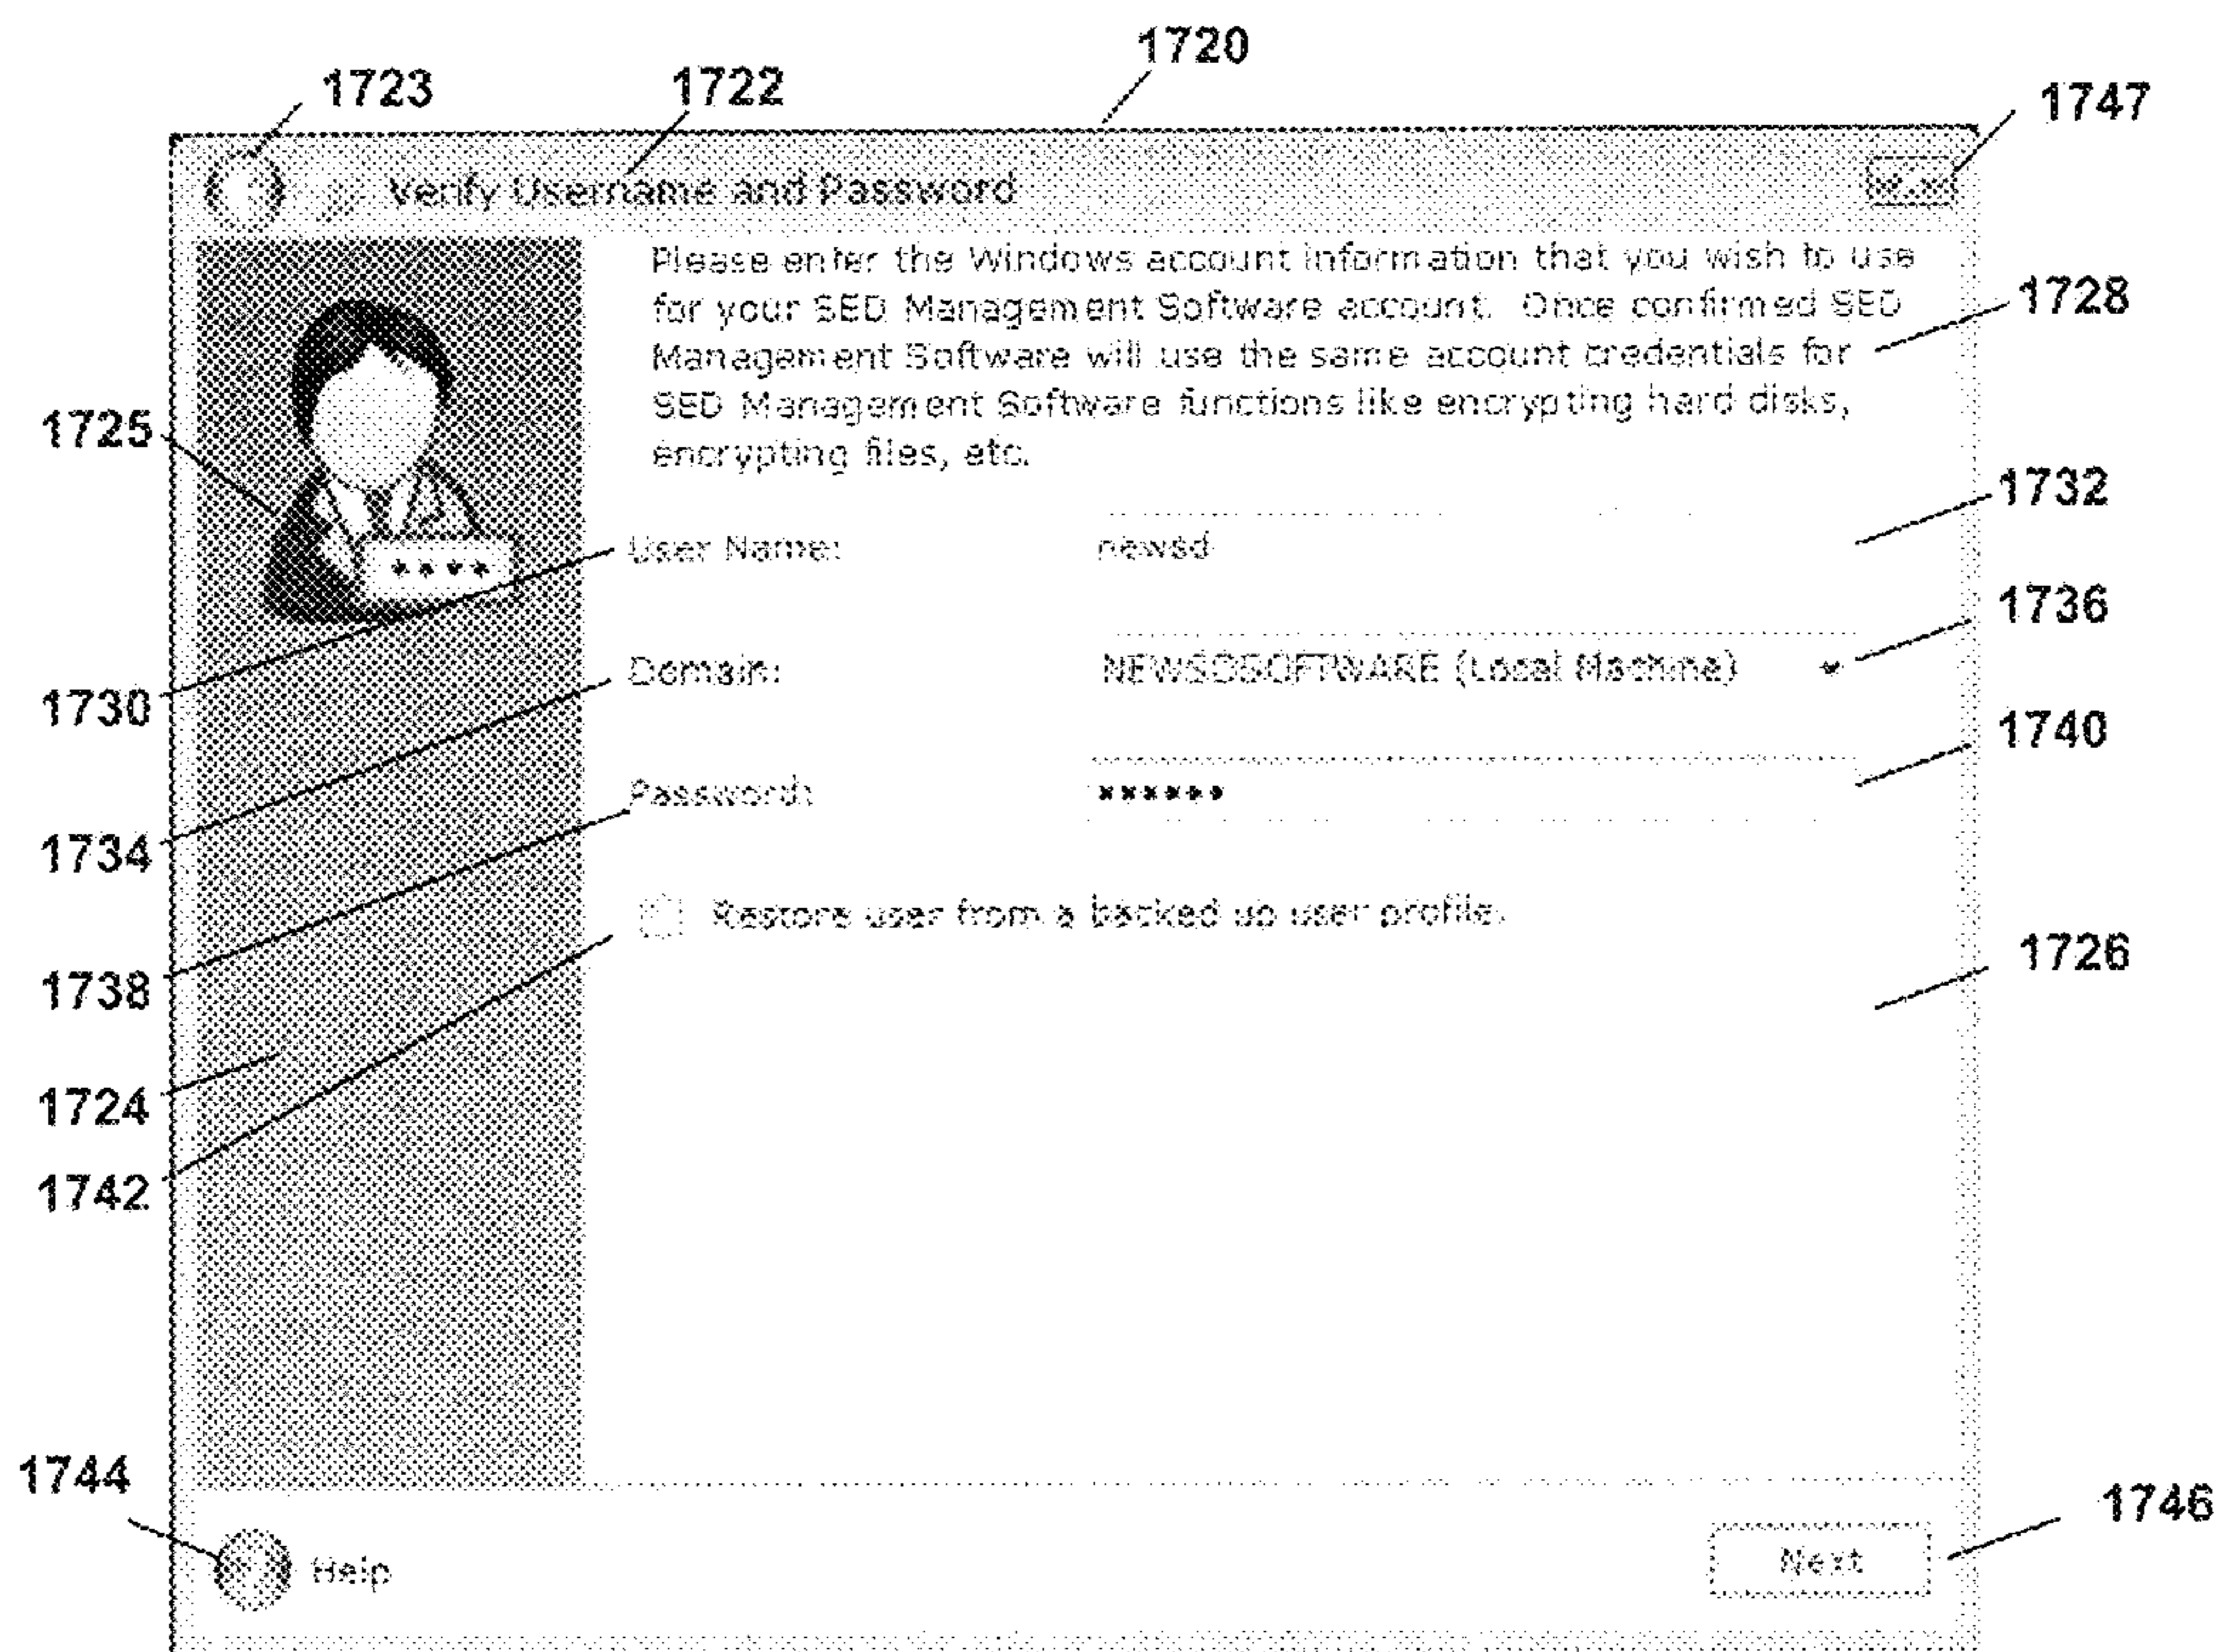 1720
1723
1722
1747
Verify Username and Password
Please enter the Windows account information that you wish to use
for your SED Management Software account. Once confirmed SED
Management Software will use the same account credentials for
SED Management Software functions like encrypting hard disks,
encrypting files, etc.
1728
1725
****
1732
User Name:
newsd
1736
1730
Domain:
NEWSDSOFTWARE (Local Machine)
1740
Password:
******
1734
Restore user from a backed up user profile.
1726
1738
1724
1742
1744
1746
Help
Next